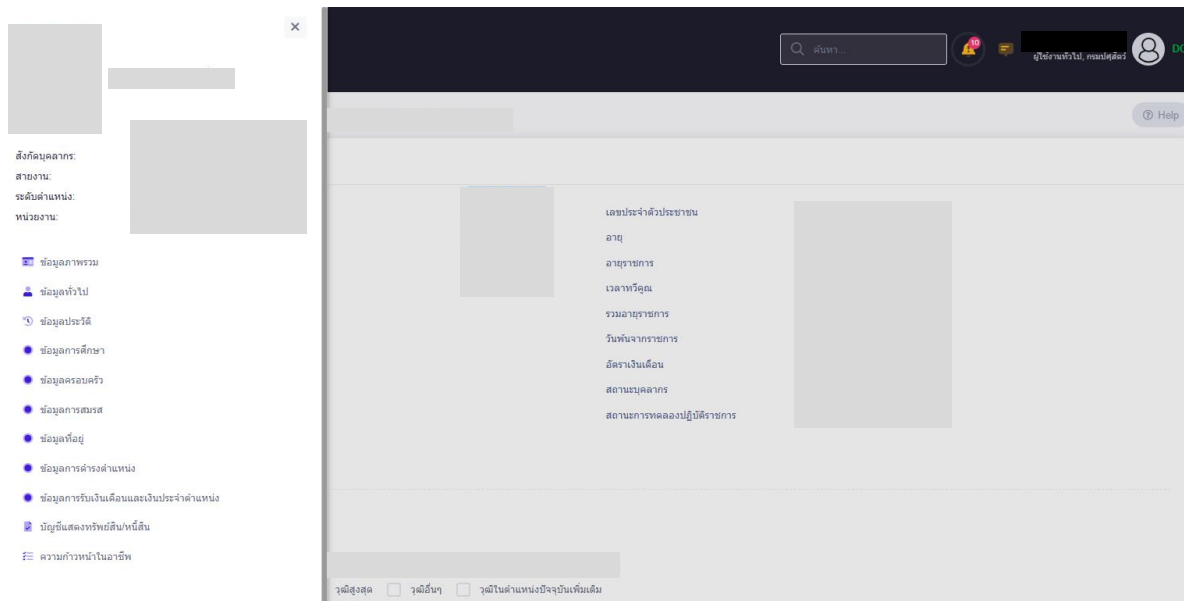 ×
ค้นหา...
10
ผู้ใช้งานทั่วไป, กรมปศุสัตว์
DO
Help
สังกัดบุคลากร:
สายงาน:
ระดับตำแหน่ง:
หน่วยงาน:
ข้อมูลภาพรวม
ข้อมูลทั่วไป
ข้อมูลประวัติ
ข้อมูลการศึกษา
ข้อมูลครอบครัว
ข้อมูลการสมรส
ข้อมูลที่อยู่
ข้อมูลการดำรงตำแหน่ง
ข้อมูลการรับเงินเดือนและเงินประจำตำแหน่ง
บัญชีแสดงทรัพย์สิน/หนี้สิน
ความก้าวหน้าในอาชีพ
เลขประจำตัวประชาชน
อายุ
อายุราชการ
เวลาทวีคูณ
รวมอายุราชการ
วันพ้นจากราชการ
อัตราเงินเดือน
สถานะบุคลากร
สถานะการทดลองปฏิบัติราชการ
วุฒิสูงสุด วุฒิอื่นๆ วุฒิในตำแหน่งปัจจุบันเพิ่มเติม